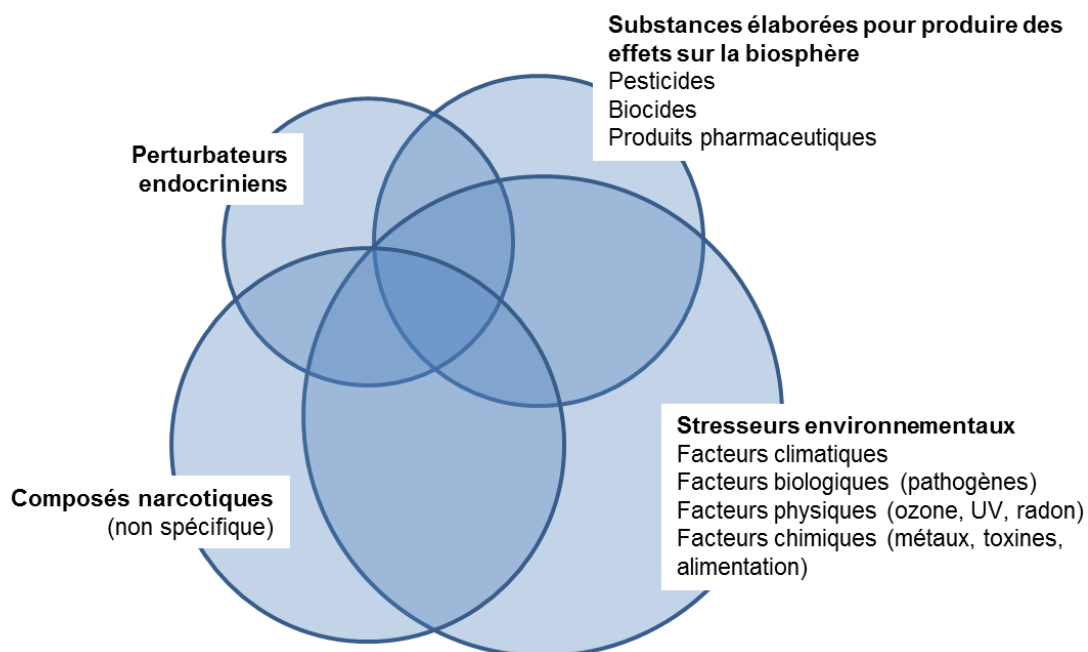 Substances élaborées pour produire des
effets sur la biosphère
Pesticides
Biocides
Produits pharmaceutiques
Perturbateurs
endocriniens
Stresseurs environnementaux
Facteurs climatiques
Facteurs biologiques (pathogènes)
Facteurs physiques (ozone, UV, radon)
Facteurs chimiques (métaux, toxines,
alimentation)
Composés narcotiques
(non spécifique)